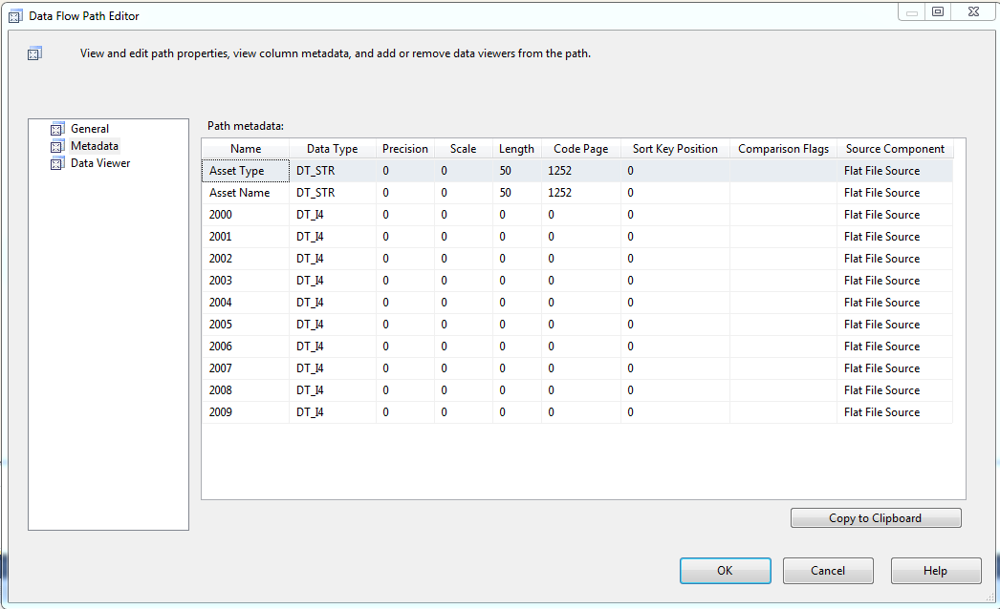 Data Flow Path Editor
View and edit path properties, view column metadata, and add or remove data viewers from the path.
General
Metadata
Data Viewer
Path metadata:
Name Data Type Precision Scale Length Code Page Sort Key Position Comparison Flags Source Component
Asset Type DT_STR 0 0 50 1252 0 Flat File Source
Asset Name DT_STR 0 0 50 1252 0 Flat File Source
2000 DT_I4 0 0 0 0 0 Flat File Source
2001 DT_I4 0 0 0 0 0 Flat File Source
2002 DT_I4 0 0 0 0 0 Flat File Source
2003 DT_I4 0 0 0 0 0 Flat File Source
2004 DT_I4 0 0 0 0 0 Flat File Source
2005 DT_I4 0 0 0 0 0 Flat File Source
2006 DT_I4 0 0 0 0 0 Flat File Source
2007 DT_I4 0 0 0 0 0 Flat File Source
2008 DT_I4 0 0 0 0 0 Flat File Source
2009 DT_I4 0 0 0 0 0 Flat File Source
Copy to Clipboard
OK Cancel Help